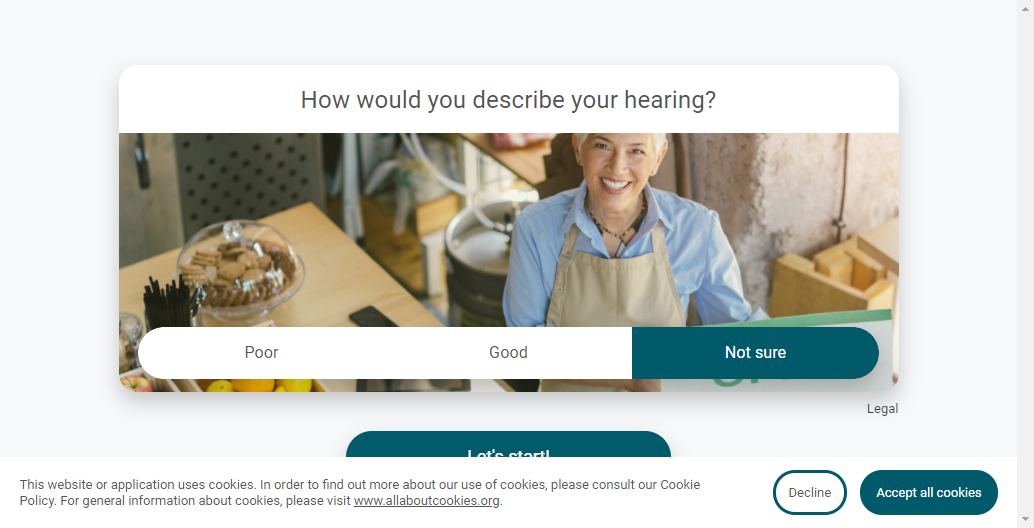 How would you describe your hearing?
Poor
Good
Not sure
Legal
Let's start!
This website or application uses cookies. In order to find out more about our use of cookies, please consult our Cookie
Policy. For general information about cookies, please visit www.allaboutcookies.org.
Decline
Accept all cookies